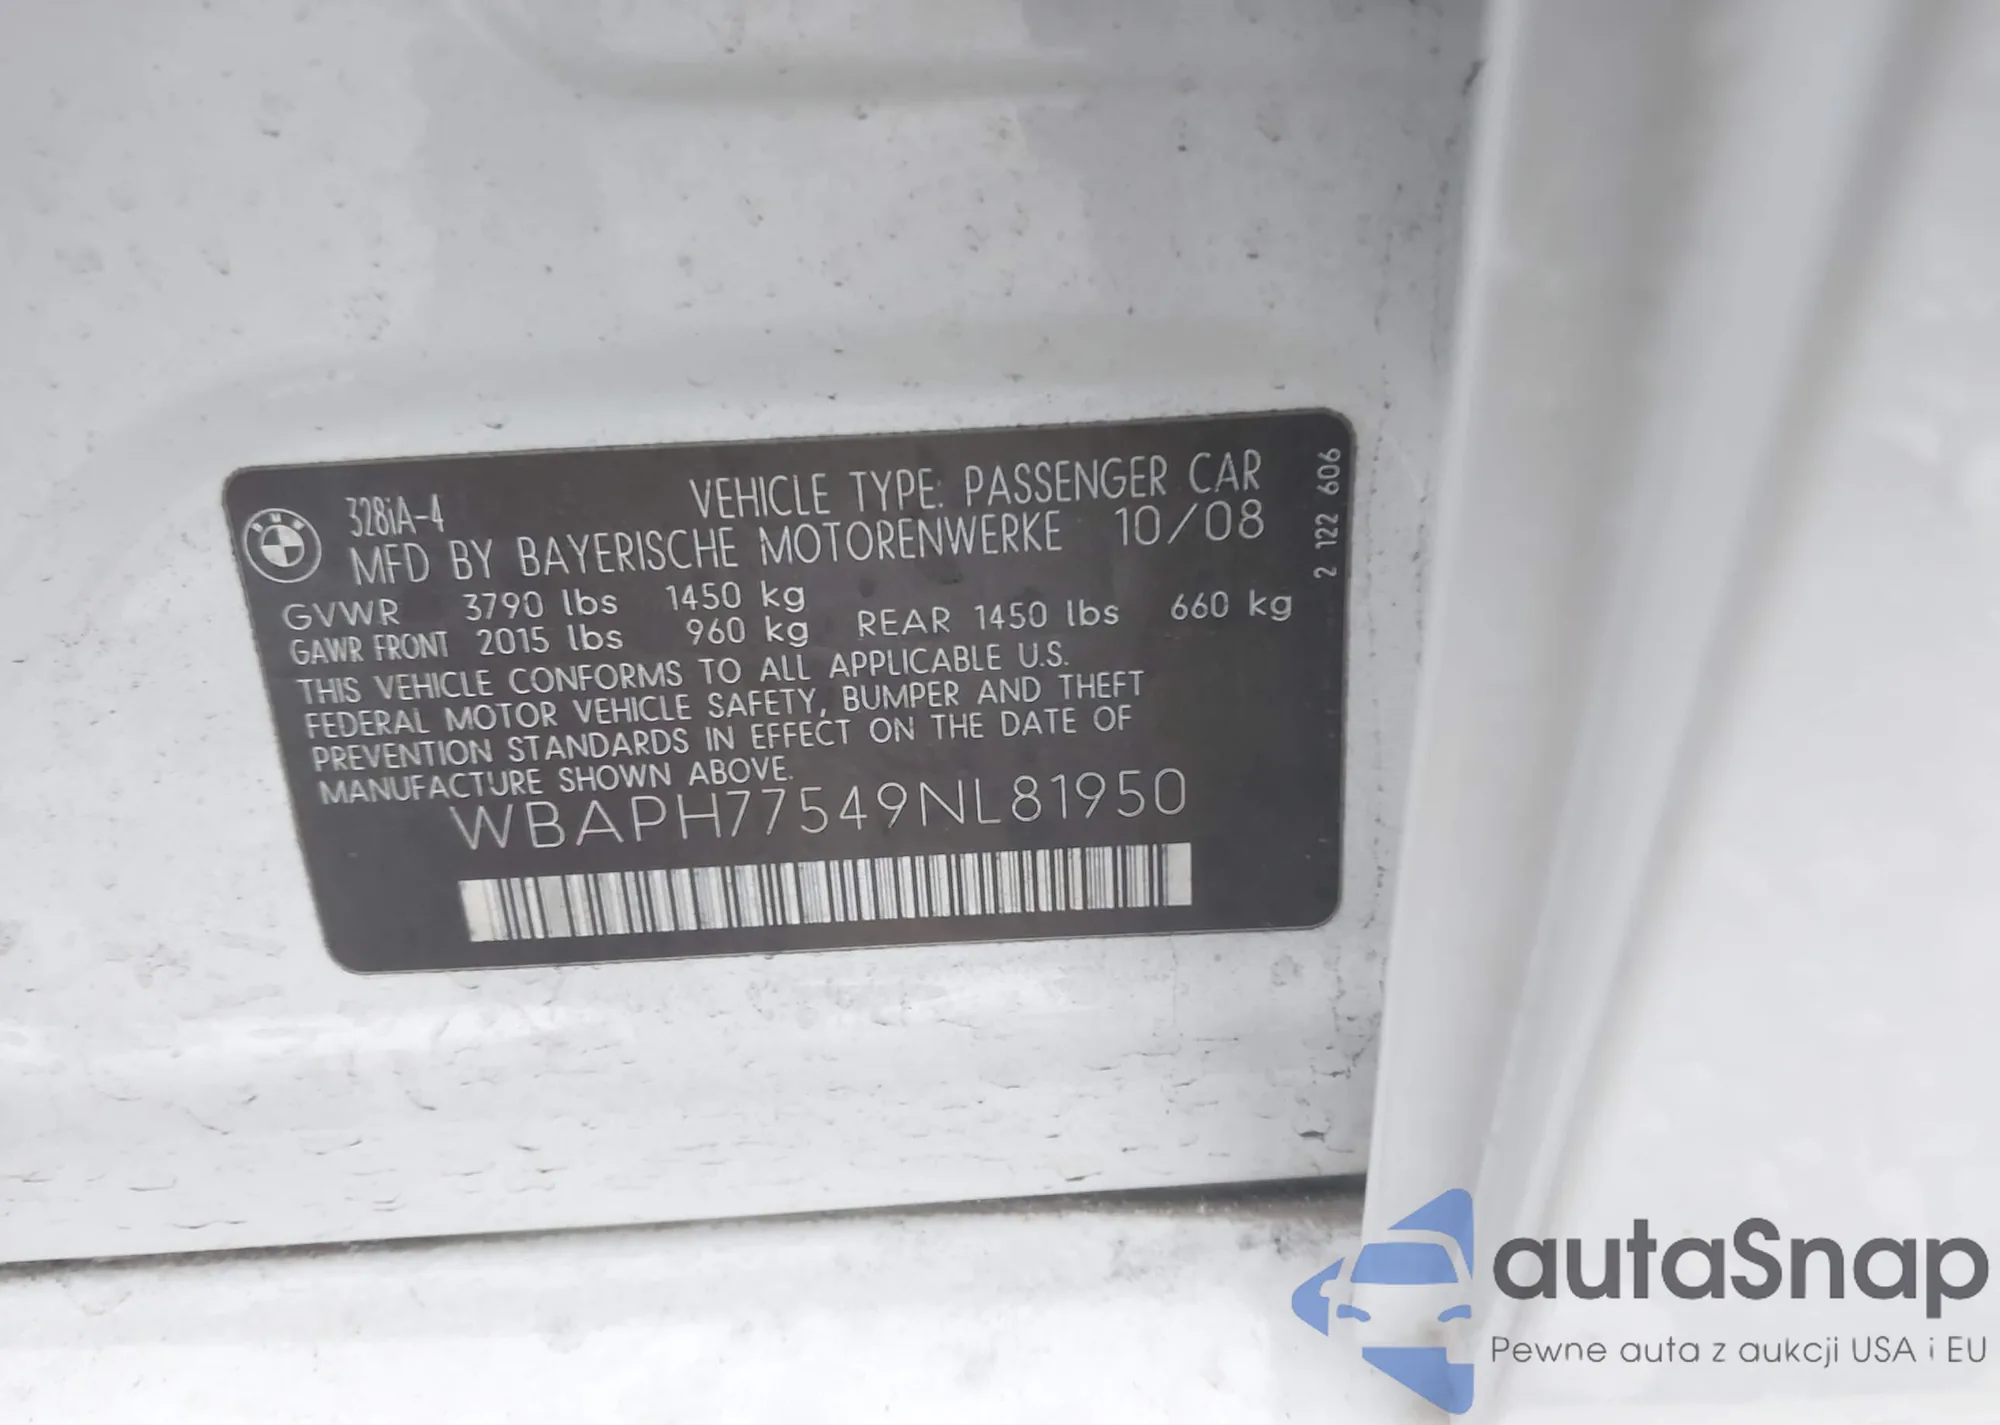 328iA-4
VEHICLE TYPE: PASSENGER CAR
MFD BY BAYERISCHE MOTORENWERKE 10/08
GVWR 3790 lbs 1450 kg
GAWR FRONT 2015 lbs 960 kg REAR 1450 lbs 660 kg
THIS VEHICLE CONFORMS TO ALL APPLICABLE U.S.
FEDERAL MOTOR VEHICLE SAFETY, BUMPER AND THEFT
PREVENTION STANDARDS IN EFFECT ON THE DATE OF
MANUFACTURE SHOWN ABOVE.
WBAPH77549NL81950
2 122 606
autaSnap
Pewne auta z aukcji USA i EU